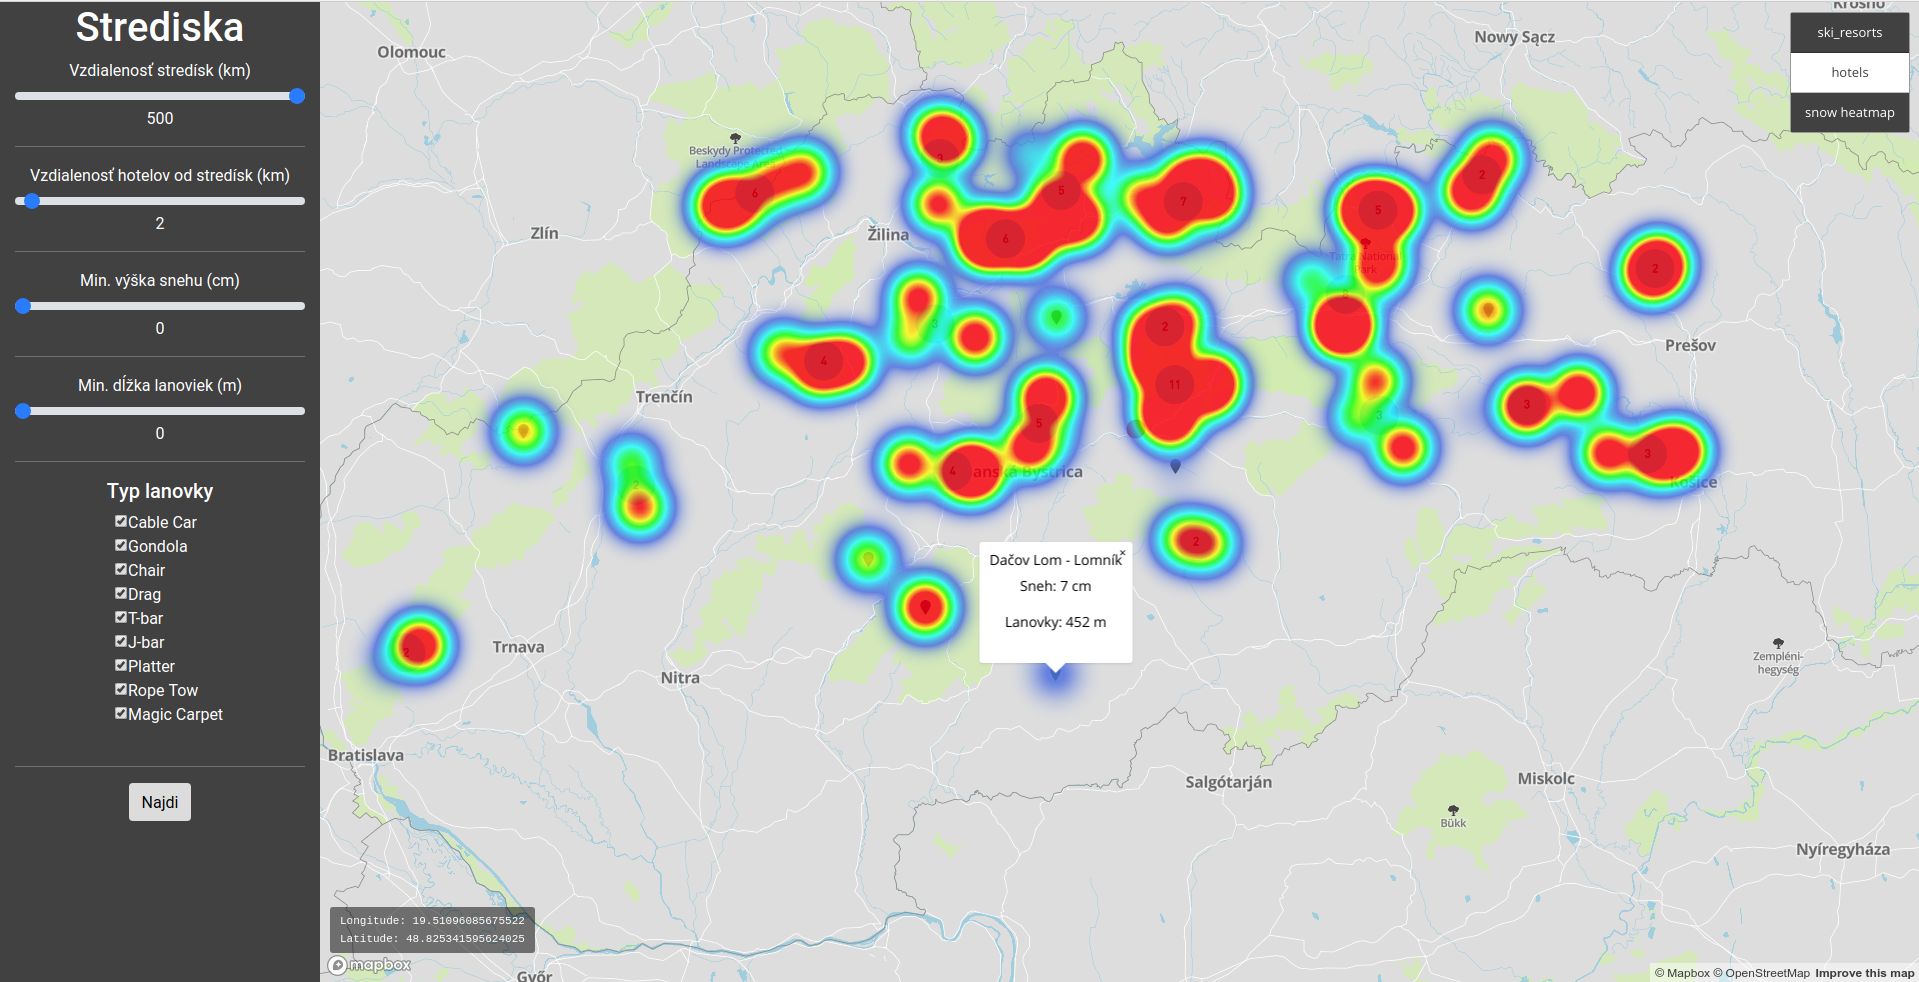 Strediska
Vzdialenosť stredísk (km)
500
Vzdialenosť hotelov od stredísk (km)
2
Min. výška snehu (cm)
0
Min. dĺžka lanoviek (m)
0
Typ lanovky
Cable Car
Gondola
Chair
Drag
T-bar
J-bar
Platter
Rope Tow
Magic Carpet
Najdi
Krosno
Olomouc
Nowy Sącz
ski_resorts
hotels
snow heatmap
Beskydy Protected
Landscape Area
3
6
5
7
5
2
Zlín
Žilina
6
Tatra National
Park
2
3
2
Prešov
4
11
Trenčín
3
3
5
4
anská Bystrica
3
Košice
2
2
Dačov Lom - Lomník
×
Sneh: 7 cm
Lanovky: 452 m
2
Trnava
Nitra
Zempléni-
hegység
Bratislava
Salgótarján
Miskolc
Bükk
Nyíregyháza
Longitude: 19.51096085675522
Latitude: 48.825341595624025
mapbox
Győr
© Mapbox © OpenStreetMap Improve this map